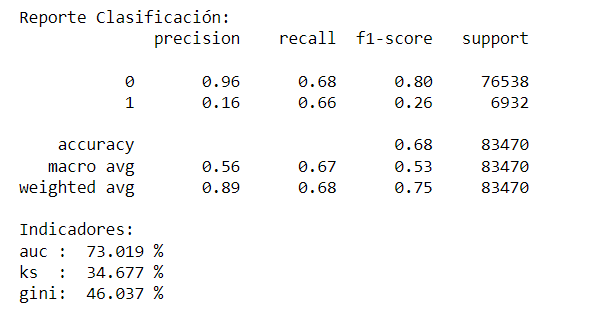 Reporte Clasificación:
precision recall f1-score support
0 0.96 0.68 0.80 76538
1 0.16 0.66 0.26 6932
accuracy 0.68 83470
macro avg 0.56 0.67 0.53 83470
weighted avg 0.89 0.68 0.75 83470
Indicadores:
auc : 73.019 %
ks : 34.677 %
gini: 46.037 %